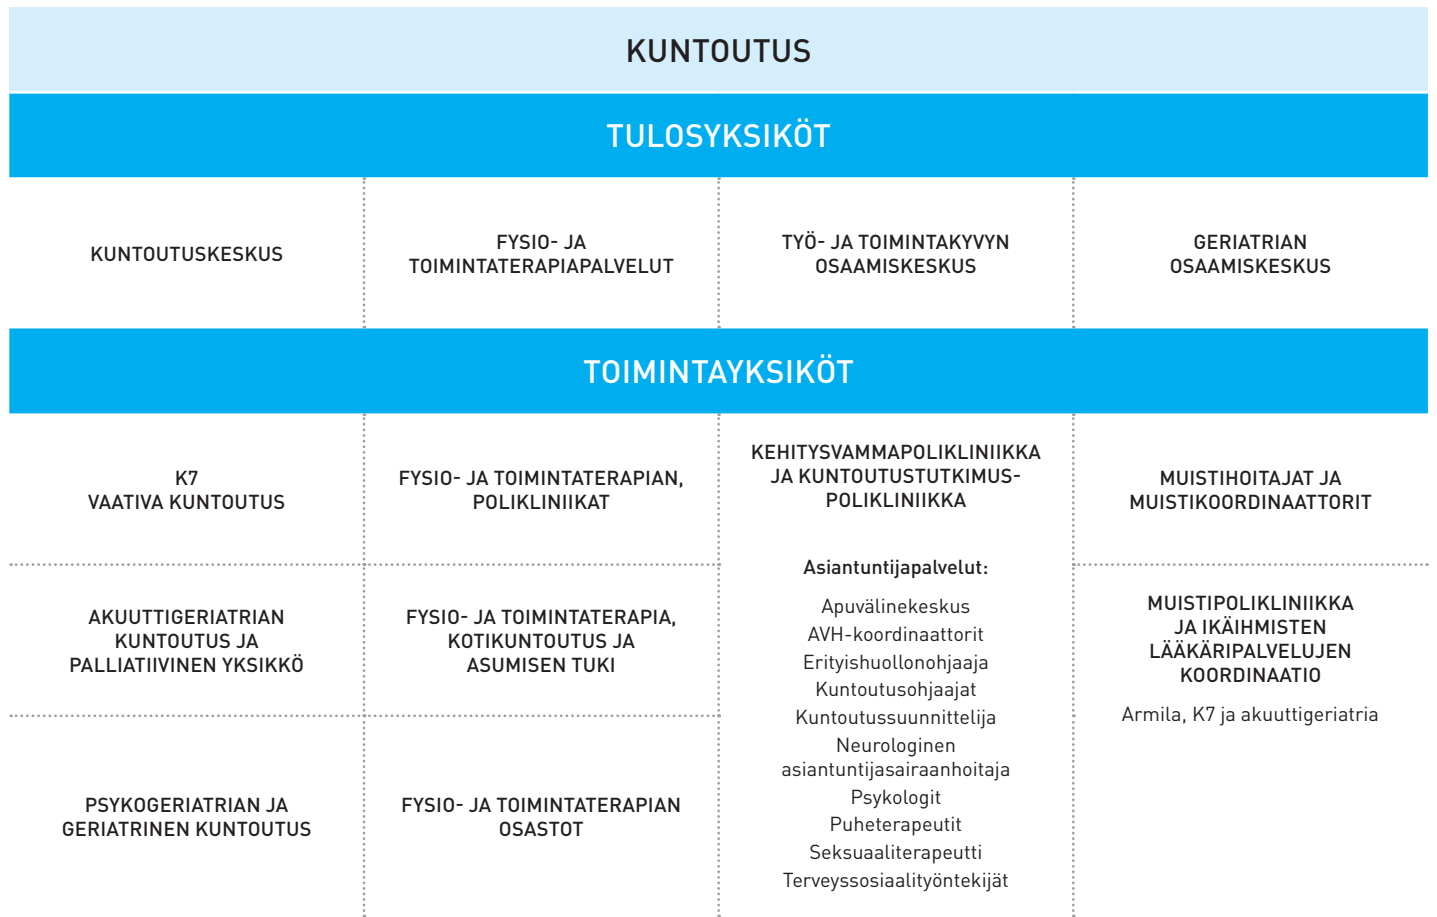 KUNTOUTUS
TULOSYKSIKÖT
KUNTOUTUSKESKUS
FYSIO- JA
TOIMINTATERAPIAPALVELUT
TYÖ- JA TOIMINTAKYVYN
OSAAMISKESKUS
GERIATRIAN
OSAAMISKESKUS
TOIMINTAYKSIKÖT
K7
VAATIVA KUNTOUTUS
FYSIO- JA TOIMINTATERAPIAN,
POLIKLINIIKAT
KEHITYSVAMMAPOLIKLINIIKKA
JA KUNTOUTUSTUTKIMUS-
POLIKLINIIKKA
MUISTIHOITAJAT JA
MUISTIKOORDINAATTORIT
AKUUTTIGERIATRIAN
KUNTOUTUS JA
PALLIATIIVINEN YKSIKKÖ
FYSIO- JA TOIMINTATERAPIA,
KOTIKUNTOUTUS JA
ASUMISEN TUKI
Asiantuntijapalvelut:
Apuvälinekeskus
AVH-koordinaattorit
Erityishuollonohjaaja
Kuntoutusohjaajat
Kuntoutussuunnittelija
Neurologinen
asiantuntijasairaanhoitaja
Psykologit
Puheterapeutit
Seksuaaliterapeutti
Terveyssosiaalityöntekijät
MUISTIPOLIKLINIIKKA
JA IKÄIHMISTEN
LÄÄKÄRIPALVELUJEN
KOORDINAATIO
Armila, K7 ja akuuttigeriatria
PSYKOGERIATRIAN JA
GERIATRINEN KUNTOUTUS
FYSIO- JA TOIMINTATERAPIAN
OSASTOT